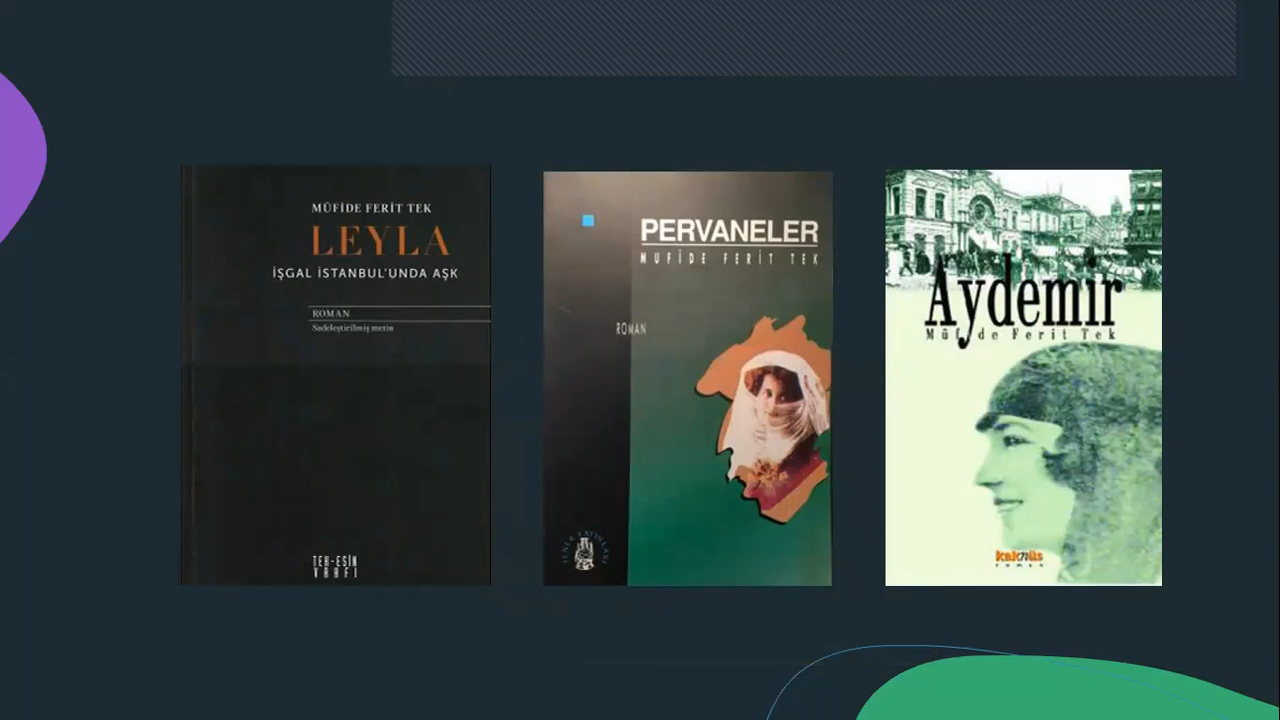 MÜFİDE FERİT TEK
LEYLA
İŞGAL İSTANBUL'UNDA AŞK
ROMAN
Sadeleştirilmiş metin
TEK-ESİN
VAKFI
PERVANELER
MÜFİDE FERİT TEK
ROMAN
Aydemir
Müfide Ferit Tek
kaknüs
roman